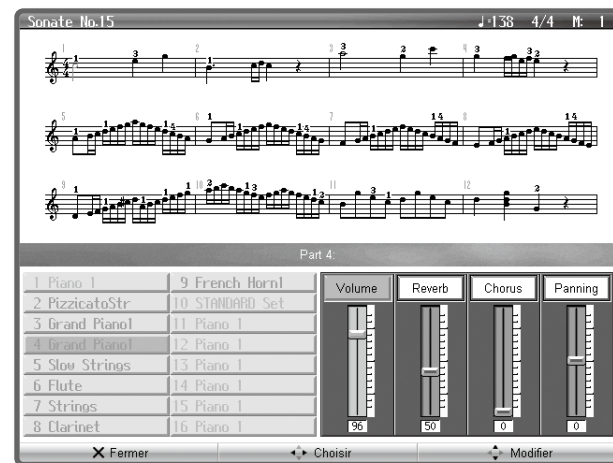 Sonate No.15 ♩=138 4/4 M: 1
Part 4:
1 Piano 1
2 PizzicatoStr
3 Grand Piano1
4 Grand Piano1
5 Slow Strings
6 Flute
7 Strings
8 Clarinet
9 French Horn1
10 STANDARD Set
11 Piano 1
12 Piano 1
13 Piano 1
14 Piano 1
15 Piano 1
16 Piano 1
Volume Reverb Chorus Panning
96 50 0 0
Fermer Choisir Modifier